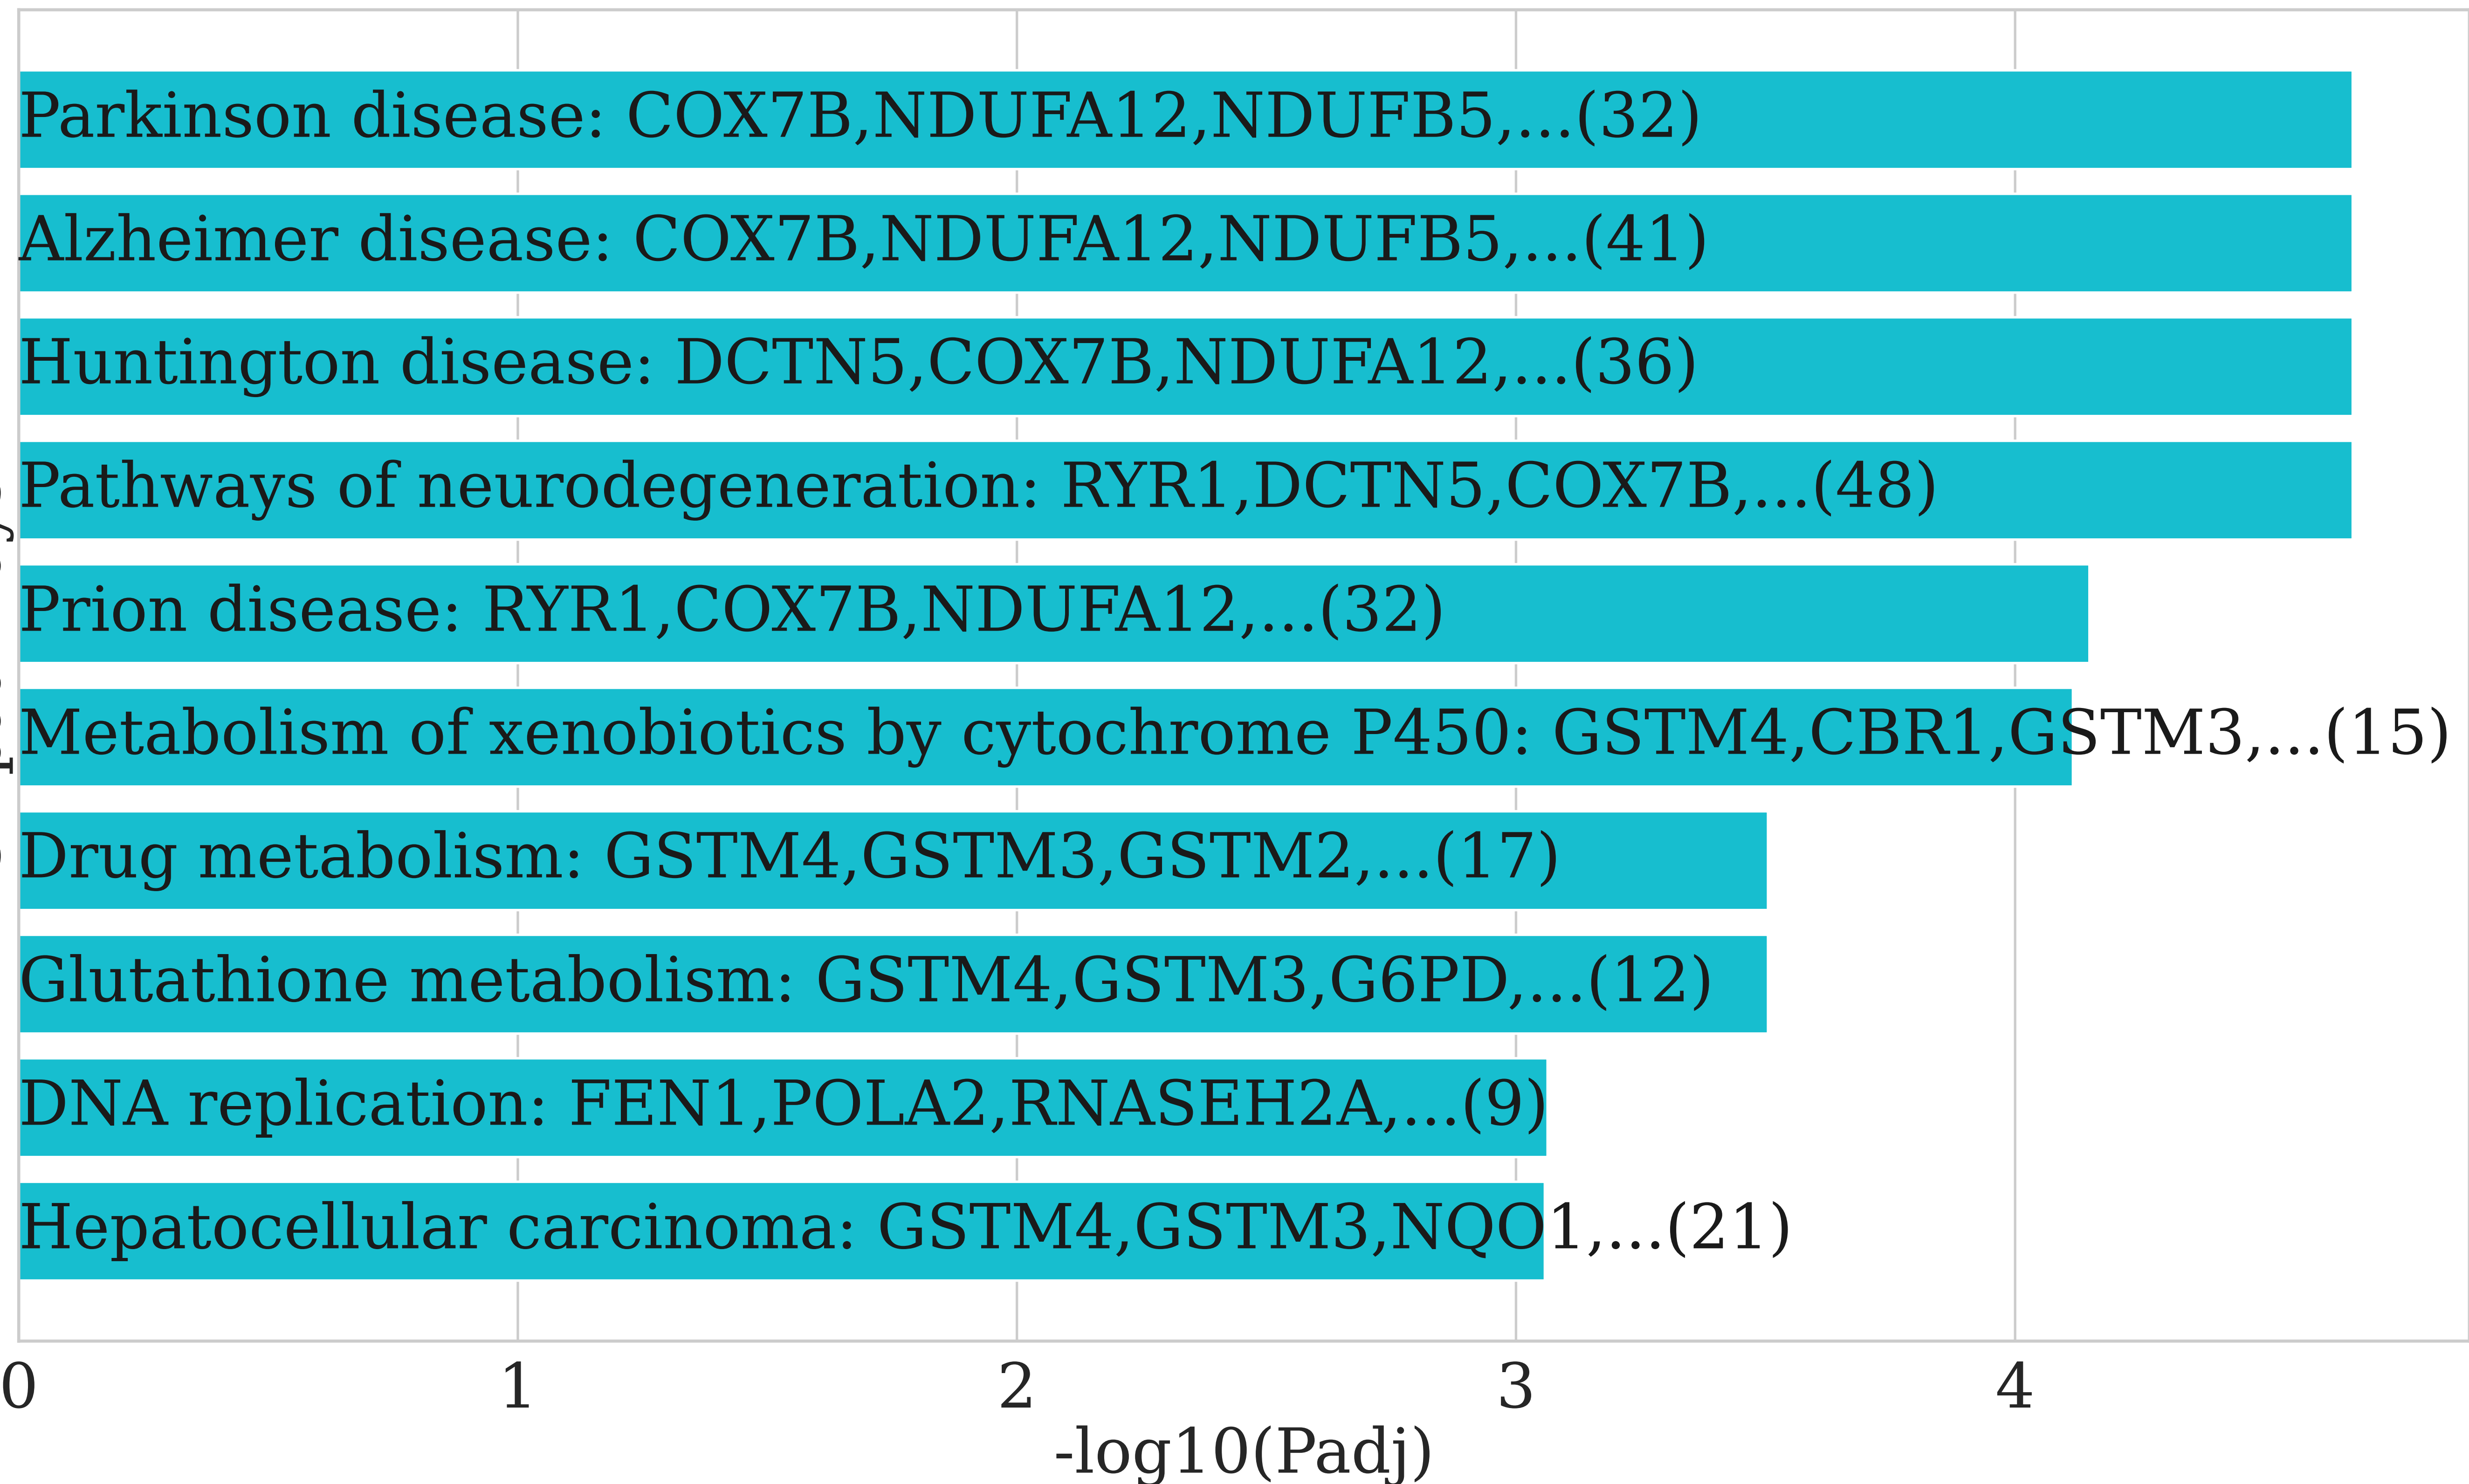 Parkinson disease: COX7B,NDUFA12,NDUFB5,...(32)
Alzheimer disease: COX7B,NDUFA12,NDUFB5,...(41)
Huntington disease: DCTN5,COX7B,NDUFA12,...(36)
Pathways of neurodegeneration: RYR1,DCTN5,COX7B,...(48)
Prion disease: RYR1,COX7B,NDUFA12,...(32)
Metabolism of xenobiotics by cytochrome P450: GSTM4,CBR1,GSTM3,...(15)
Drug metabolism: GSTM4,GSTM3,GSTM2,...(17)
Glutathione metabolism: GSTM4,GSTM3,G6PD,...(12)
DNA replication: FEN1,POLA2,RNASEH2A,...(9)
Hepatocellular carcinoma: GSTM4,GSTM3,NQO1,...(21)
0 1 2 3 4
-log10(Padj)